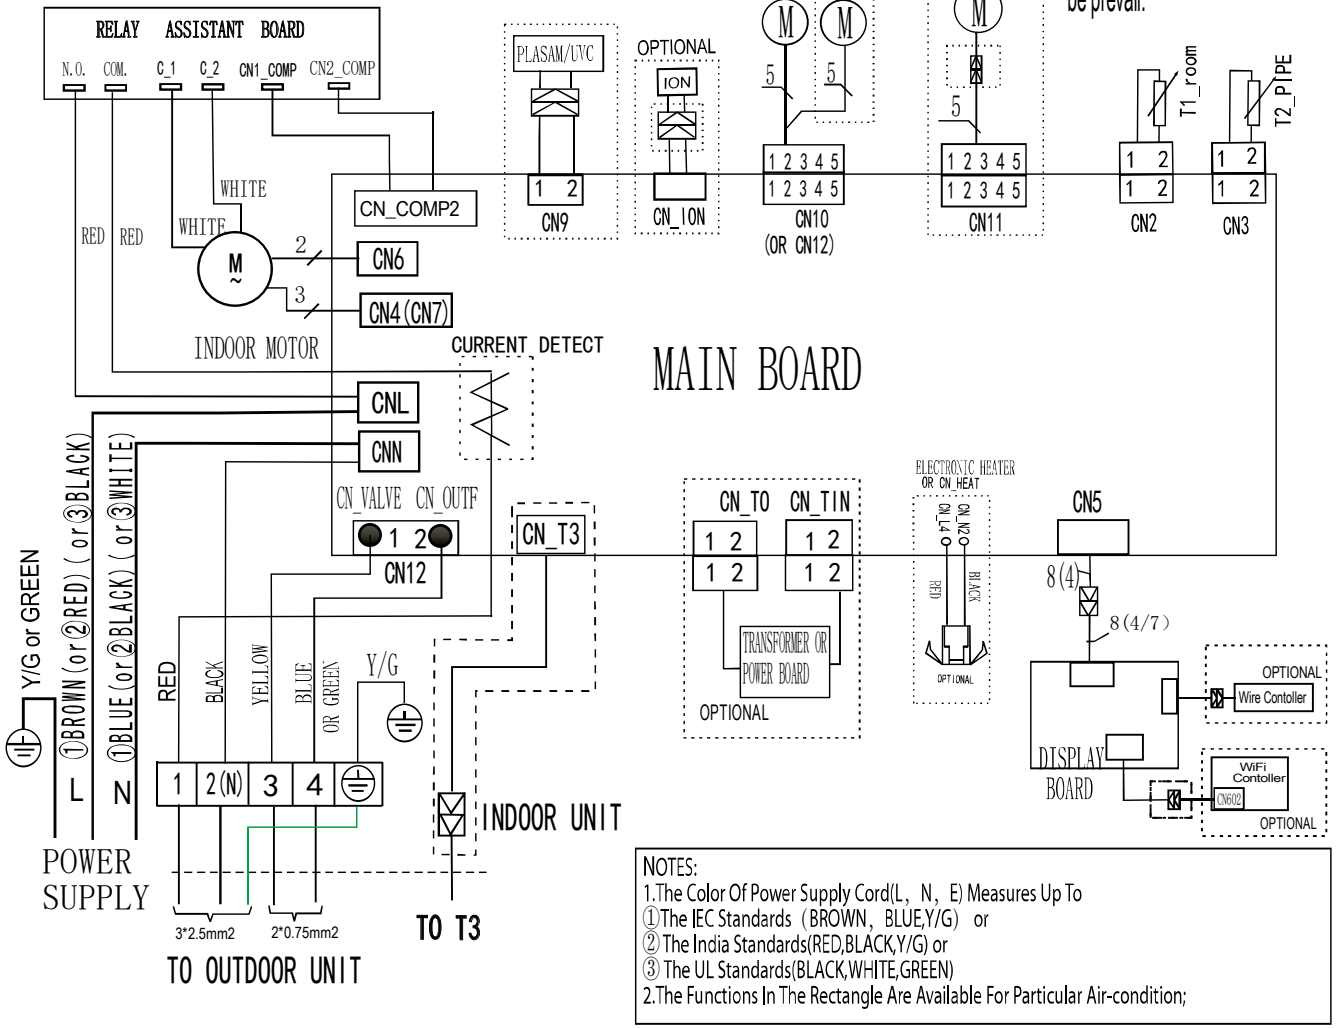 be prevail.
RELAY ASSISTANT BOARD
N.O. COM. C_1 C_2 CN1_COMP CN2_COMP
PLASAM/UVC
OPTIONAL
ION
M
M
M
5
5
5
T1_room
T2_PIPE
1 2
CN9
CN_ION
1 2 3 4 5
1 2 3 4 5
CN10
(OR CN12)
1 2 3 4 5
1 2 3 4 5
CN11
1 2
1 2
CN2
1 2
1 2
CN3
CN_COMP2
WHITE
WHITE
RED
RED
M
~
2
3
CN6
CN4(CN7)
INDOOR MOTOR
CURRENT DETECT
MAIN BOARD
CNL
CNN
CN_VALVE CN_OUTF
1 2
CN12
CN_T3
CN_TO CN_TIN
1 2
1 2
1 2
1 2
TRANSFORMER OR
POWER BOARD
OPTIONAL
ELECTRONIC HEATER
OR CN_HEAT
CN_L4
CN_N2
RED
BLACK
OPTIONAL
CN5
8(4)
8(4/7)
DISPLAY
BOARD
OPTIONAL
Wire Contoller
WiFi
Contoller
CN602
OPTIONAL
Y/G or GREEN
①BROWN(or②RED)(or③BLACK)
①BLUE(or②BLACK)(or③WHITE)
L N
RED
BLACK
YELLOW
BLUE
OR GREEN
Y/G
1 2(N) 3 4
POWER
SUPPLY
3*2.5mm2
2*0.75mm2
TO OUTDOOR UNIT
INDOOR UNIT
TO T3
NOTES:
1.The Color Of Power Supply Cord(L, N, E) Measures Up To
①The IEC Standards (BROWN, BLUE,Y/G) or
② The India Standards(RED,BLACK,Y/G) or
③ The UL Standards(BLACK,WHITE,GREEN)
2.The Functions In The Rectangle Are Available For Particular Air-condition;